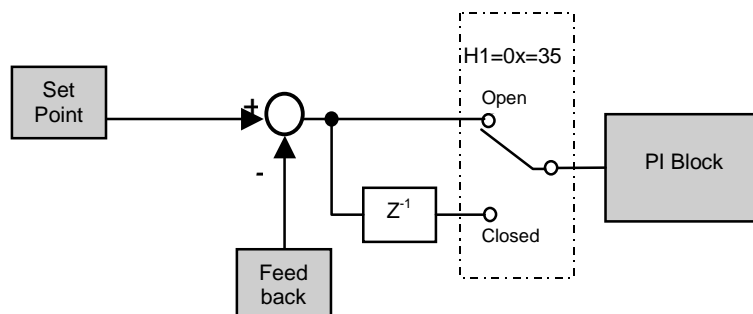 H1=0x=35
Set
Point
+
Open
-
PI Block
Z-1
Closed
Feed
back